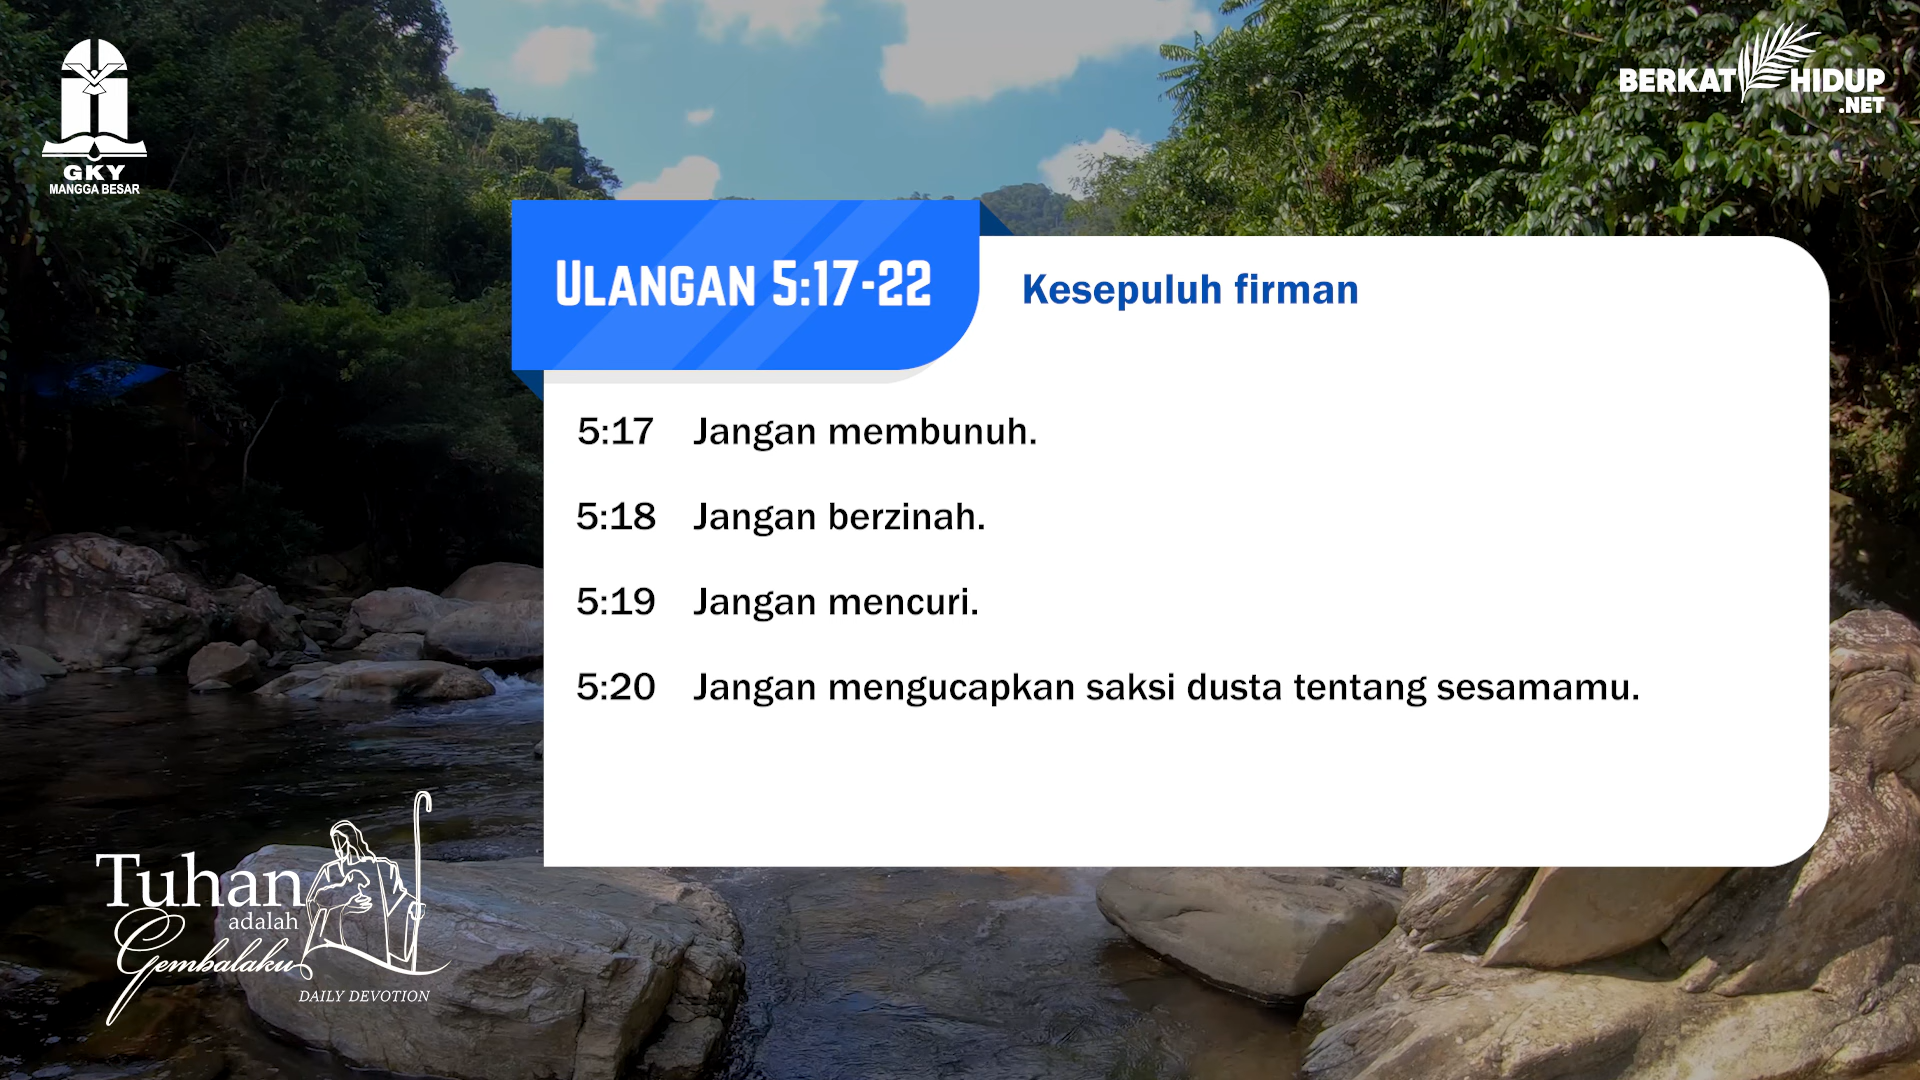 GKY
MANGGA BESAR
BERKAT HIDUP
.NET
ULANGAN 5:17-22
Kesepuluh firman
5:17 Jangan membunuh.
5:18 Jangan berzinah.
5:19 Jangan mencuri.
5:20 Jangan mengucapkan saksi dusta tentang sesamamu.
Tuhan
adalah
Gembalaku
DAILY DEVOTION